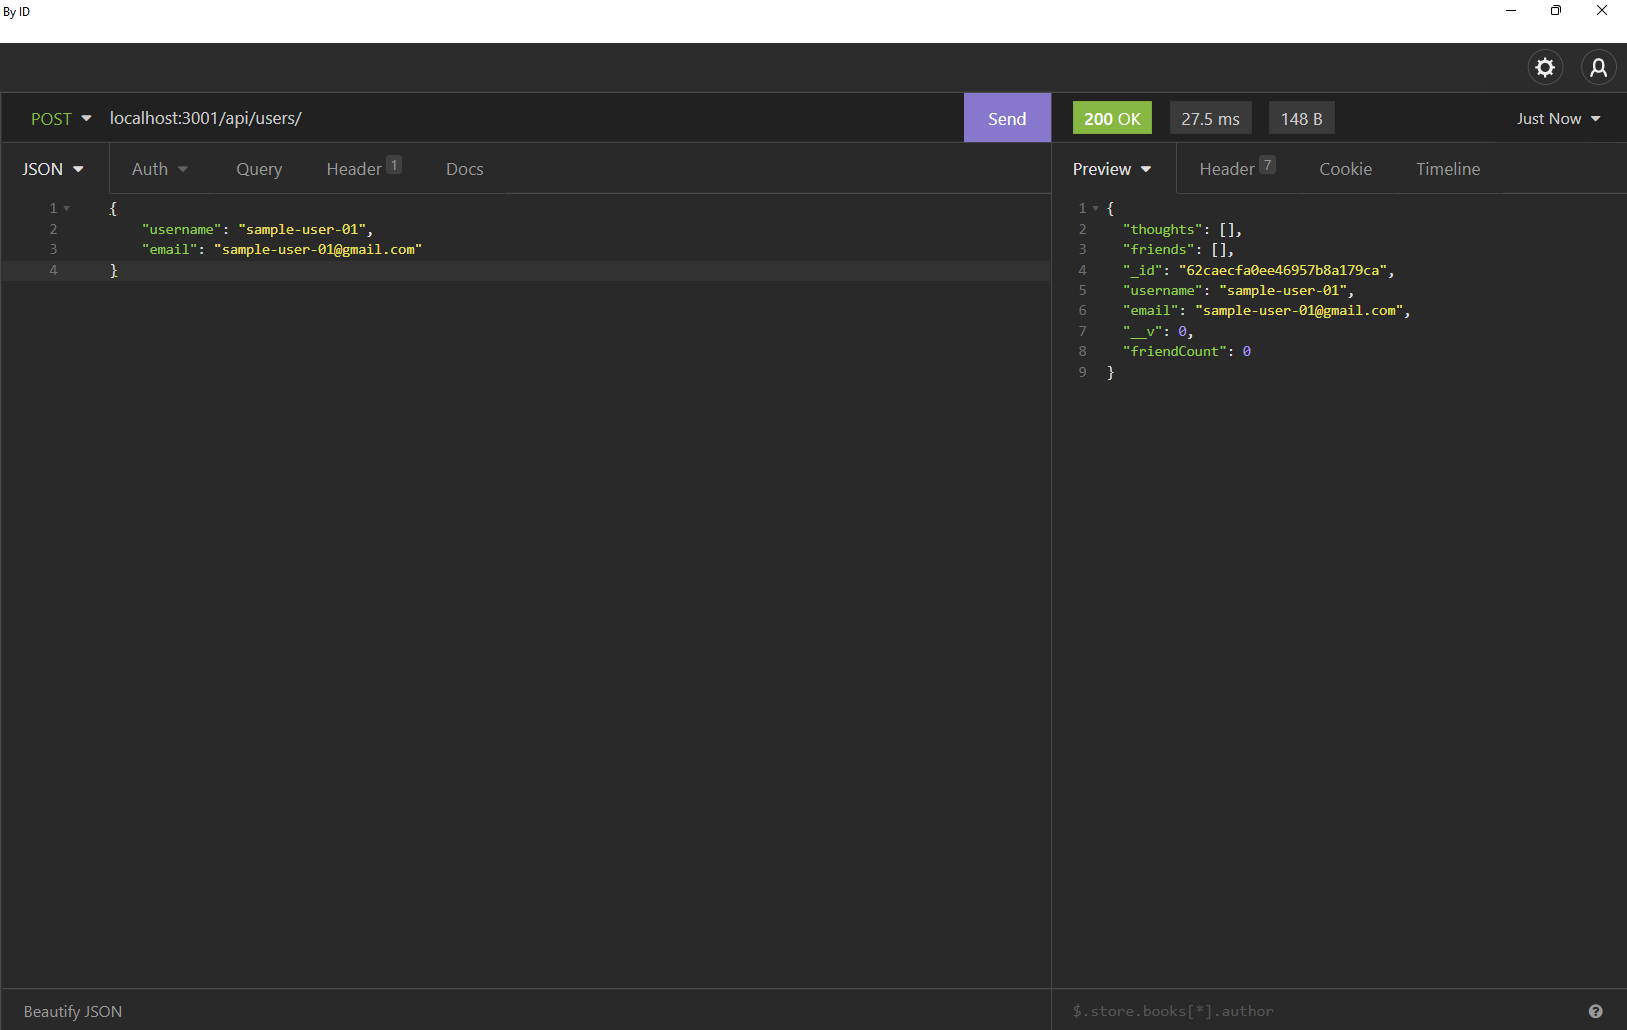 By ID
POST localhost:3001/api/users/ Send 200 OK 27.5 ms 148 B Just Now
JSON Auth Query Header 1 Docs
1 {
2 "username": "sample-user-01",
3 "email": "sample-user-01@gmail.com"
4 }
Preview Header 7 Cookie Timeline
1 {
2 "thoughts": [],
3 "friends": [],
4 "_id": "62caecfa0ee46957b8a179ca",
5 "username": "sample-user-01",
6 "email": "sample-user-01@gmail.com",
7 "__v": 0,
8 "friendCount": 0
9 }
Beautify JSON
$.store.books[*].author